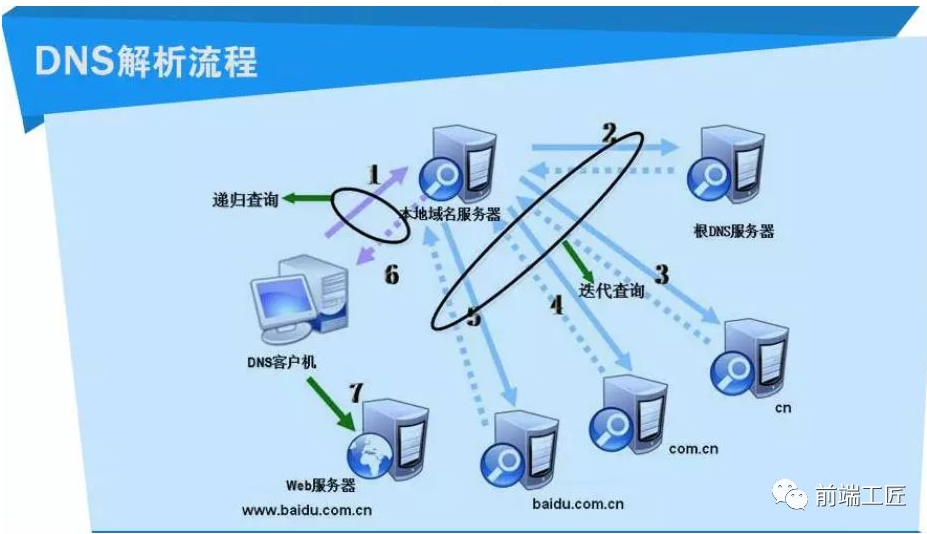 DNS解析流程
2
1
递归查询
本地域名服务器
根DNS服务器
6
3
迭代查询
4
5
DNS客户机
7
cn
com.cn
Web服务器
www.baidu.com.cn
baidu.com.cn
前端工匠